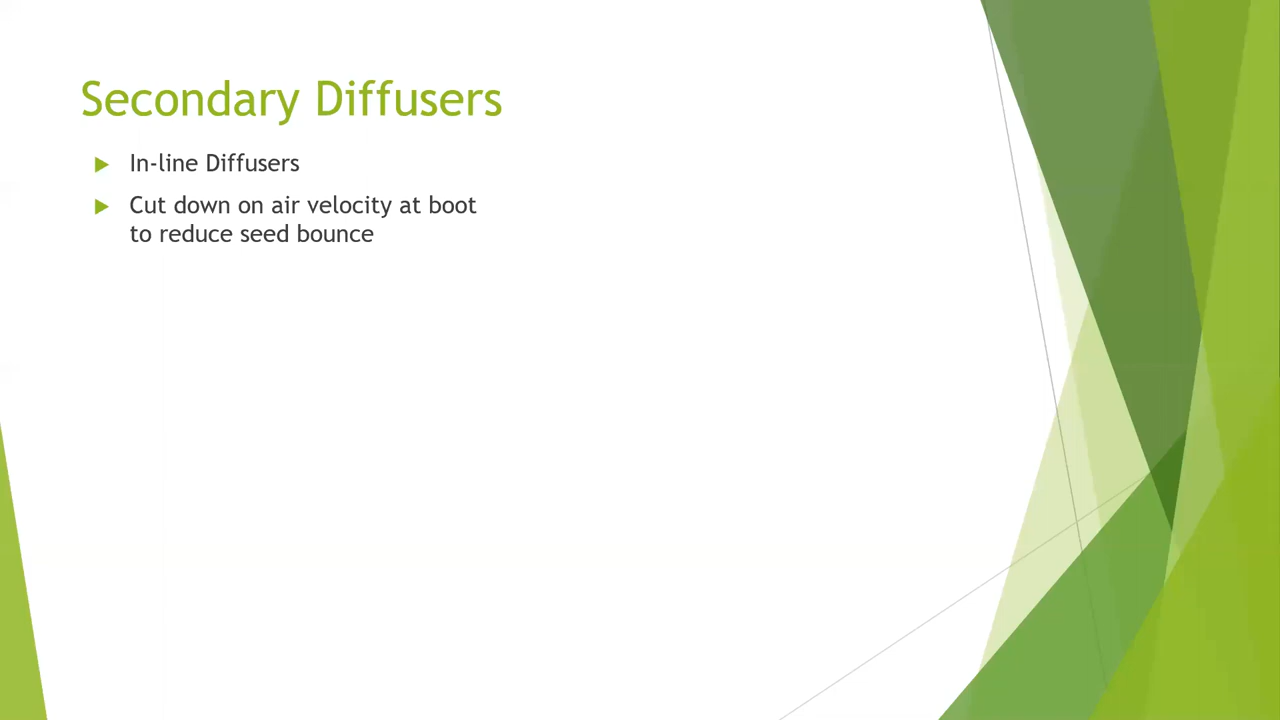 Secondary Diffusers
In-line Diffusers
Cut down on air velocity at boot
to reduce seed bounce